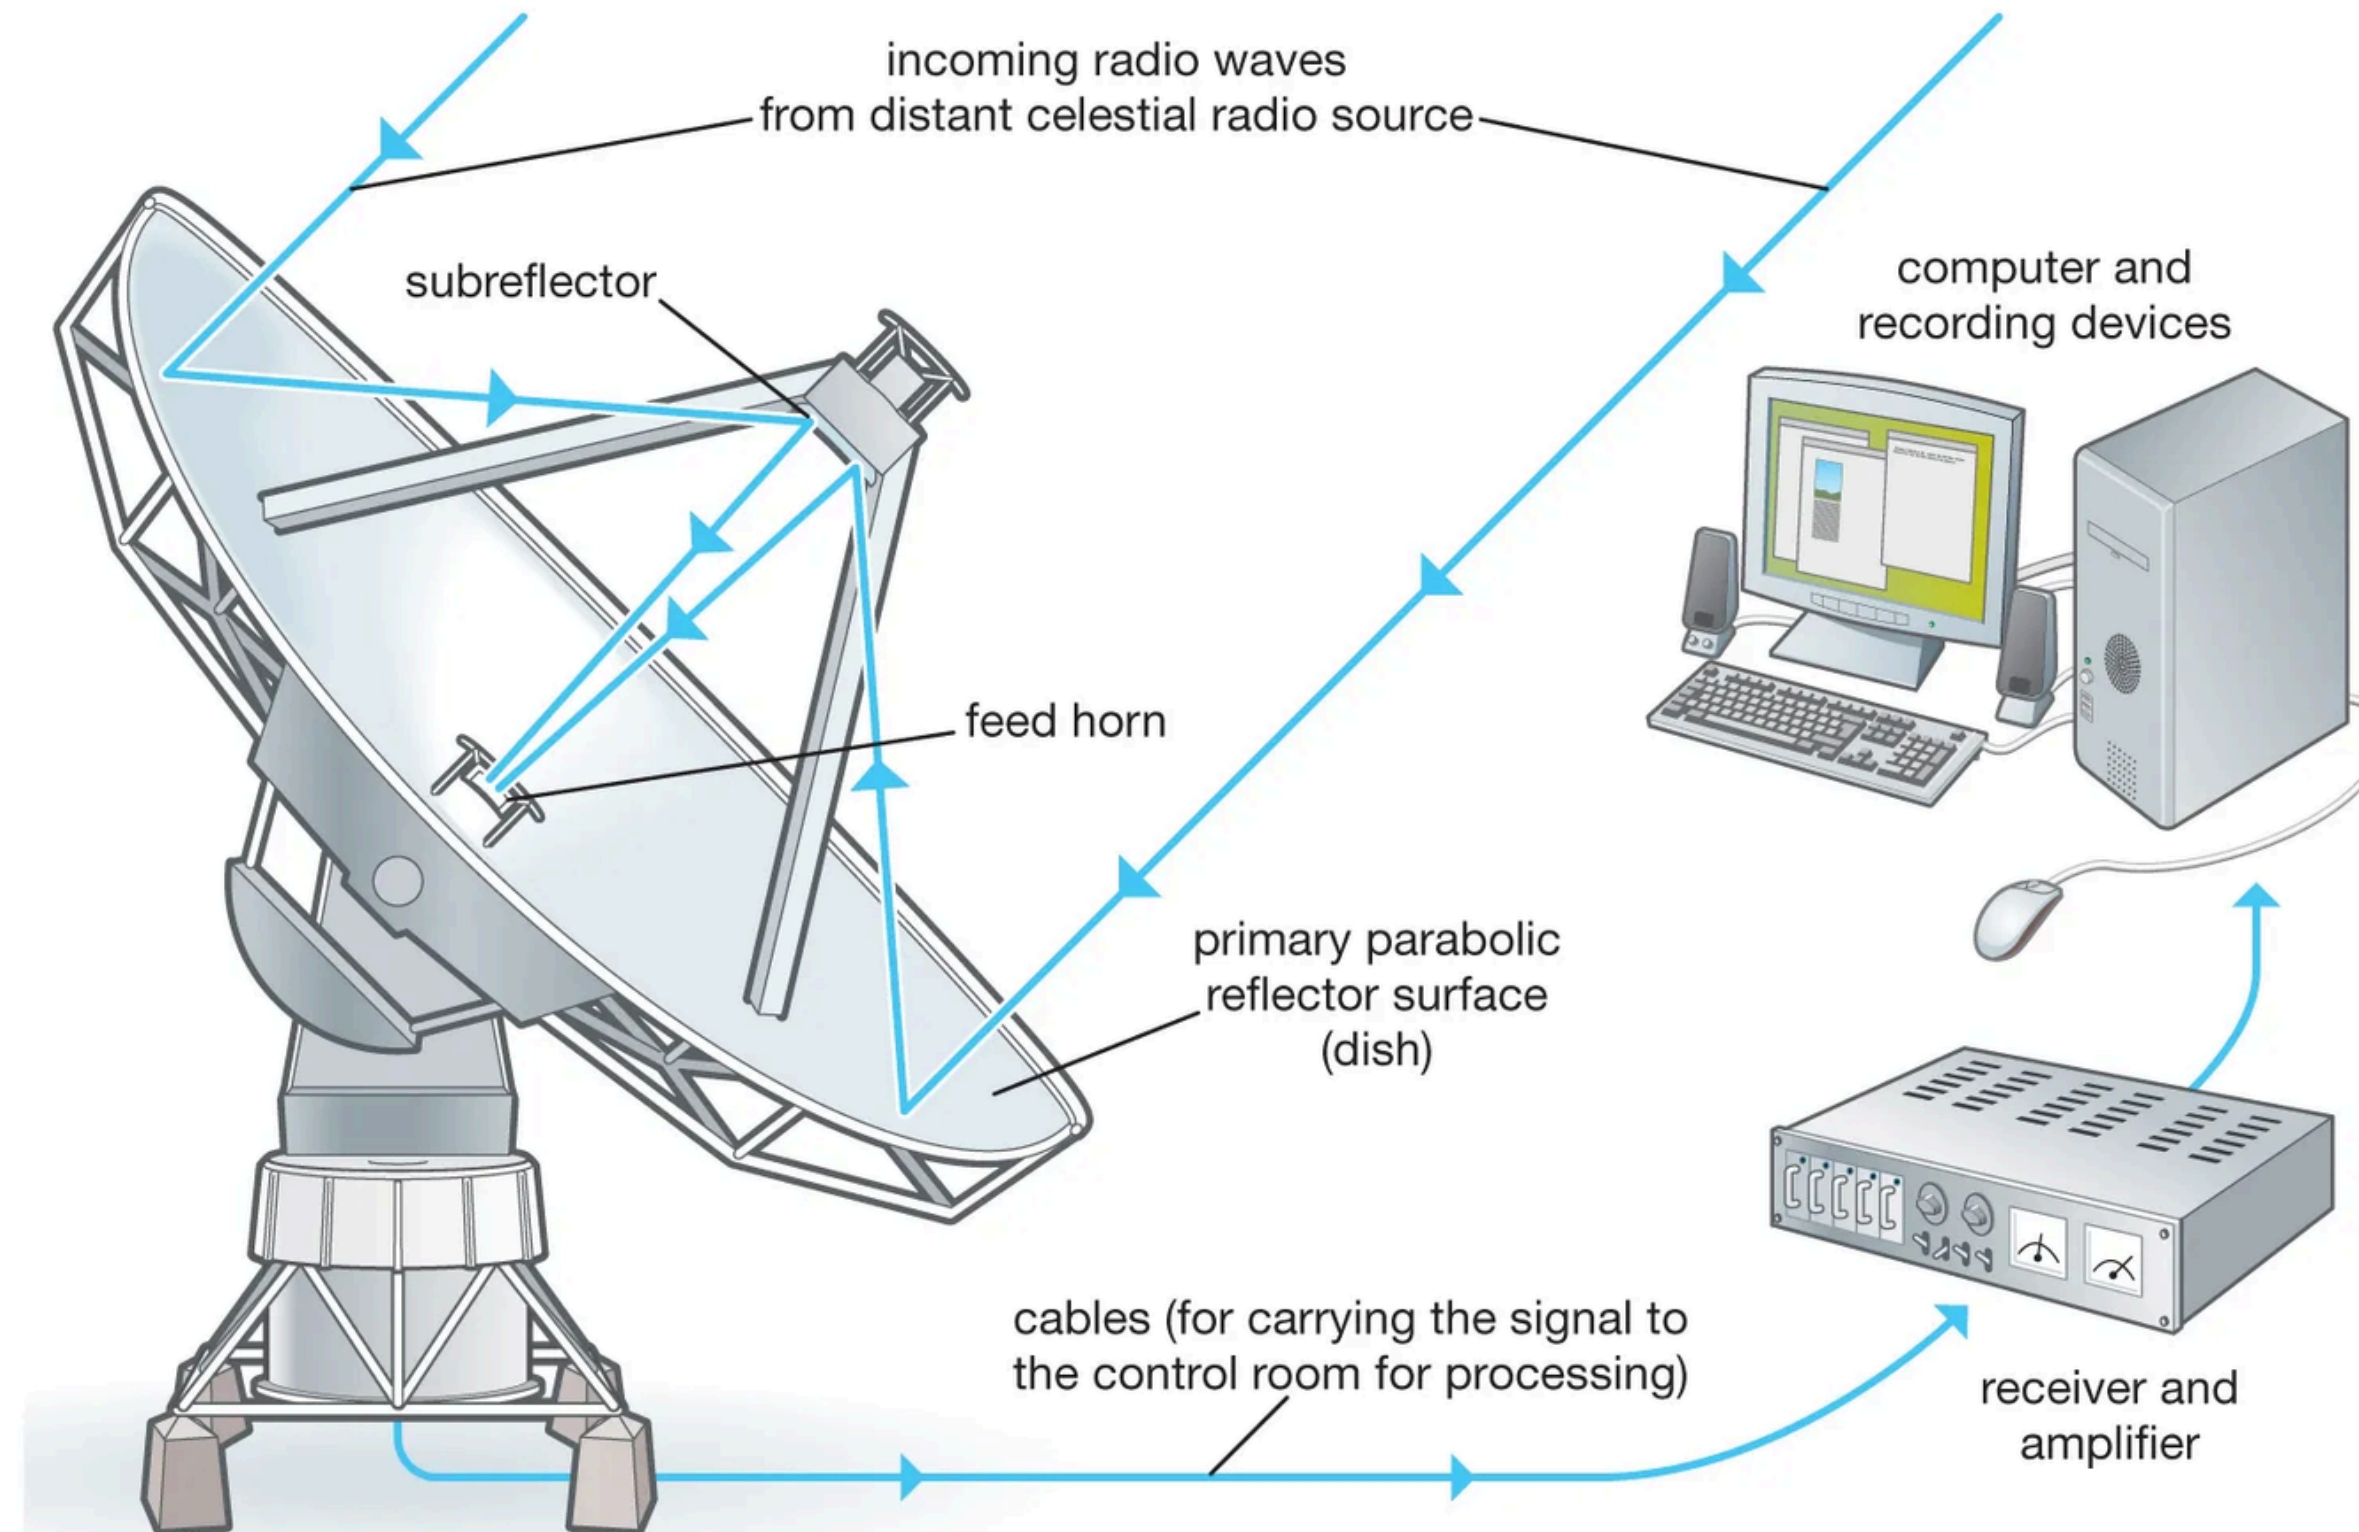 incoming radio waves
from distant celestial radio source
subreflector
computer and
recording devices
feed horn
primary parabolic
reflector surface
(dish)
cables (for carrying the signal to
the control room for processing)
receiver and
amplifier